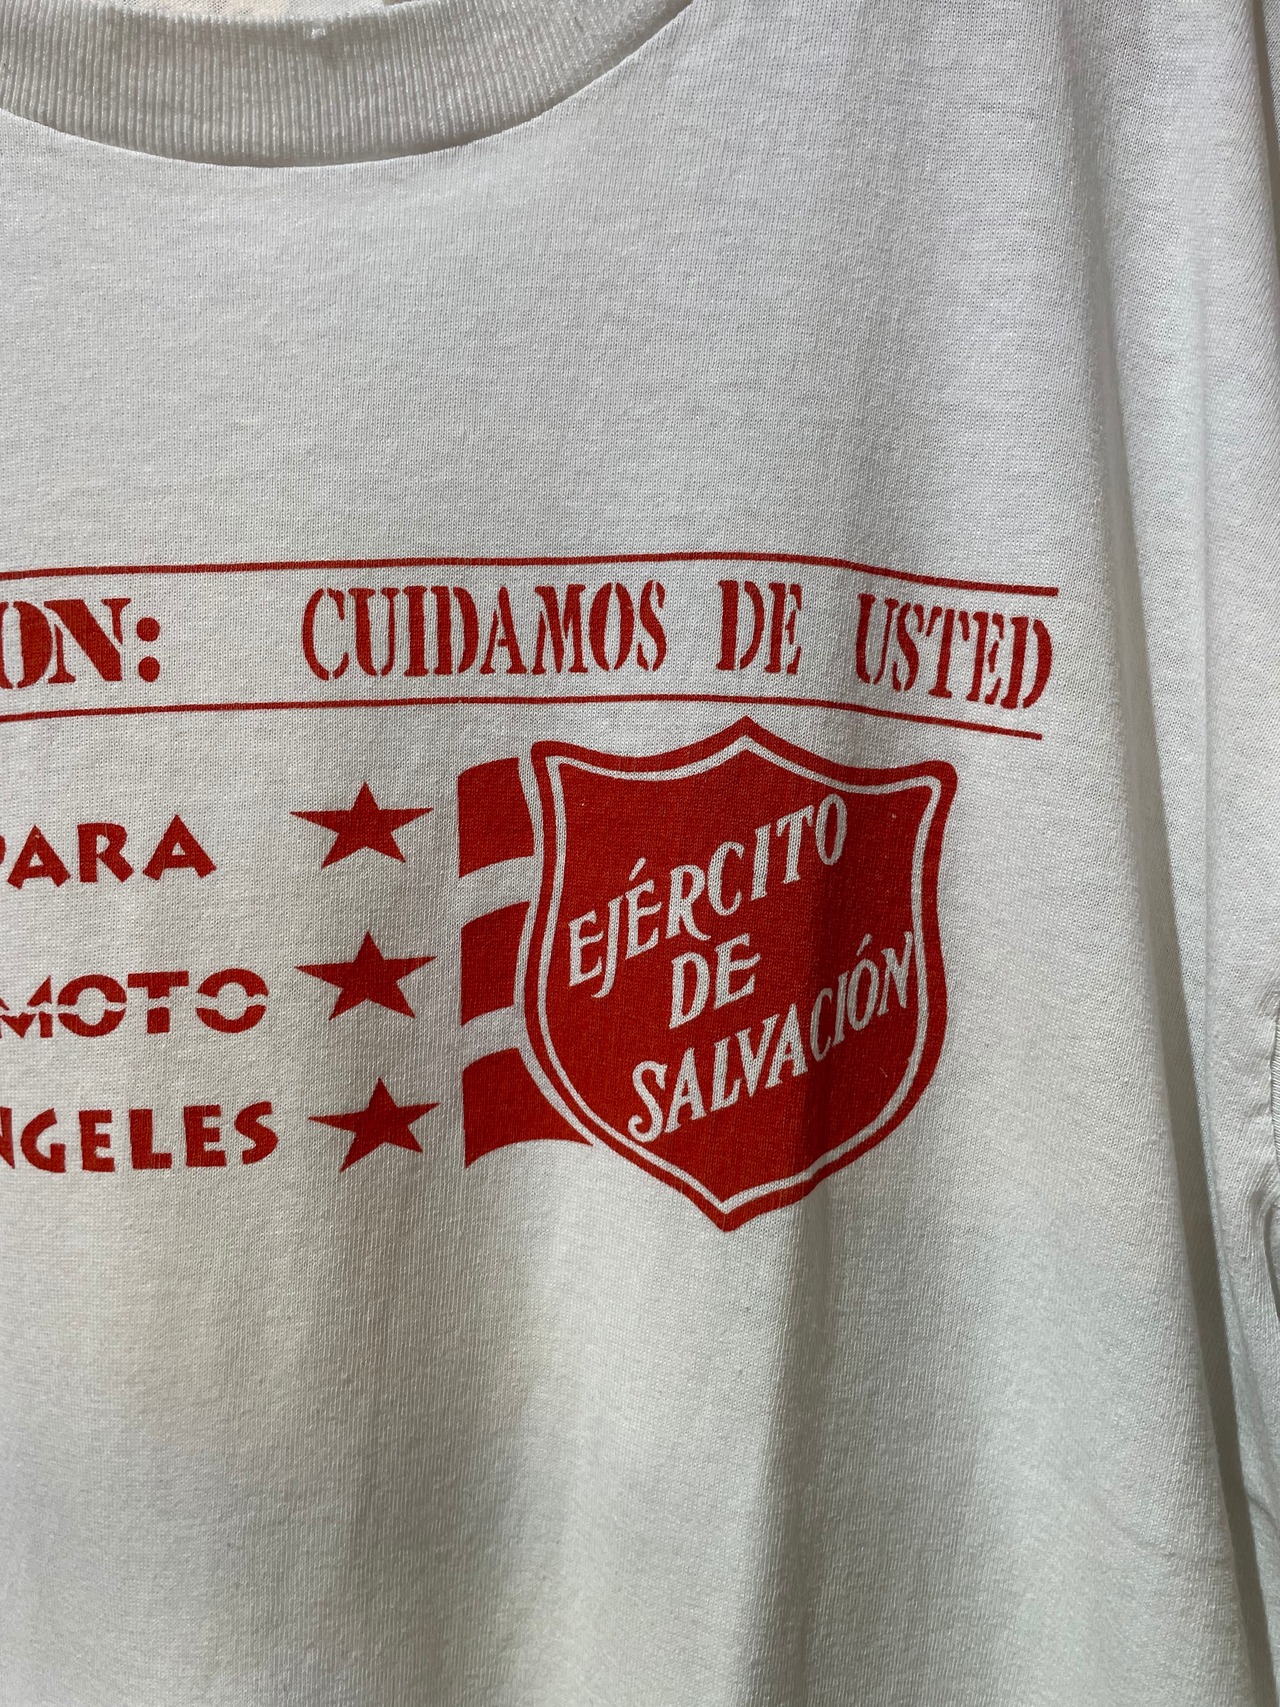 ON: CUIDAMOS DE USTED
PARA
MOTO
NGELES
EJÉRCITO
DE
SALVACIÓN